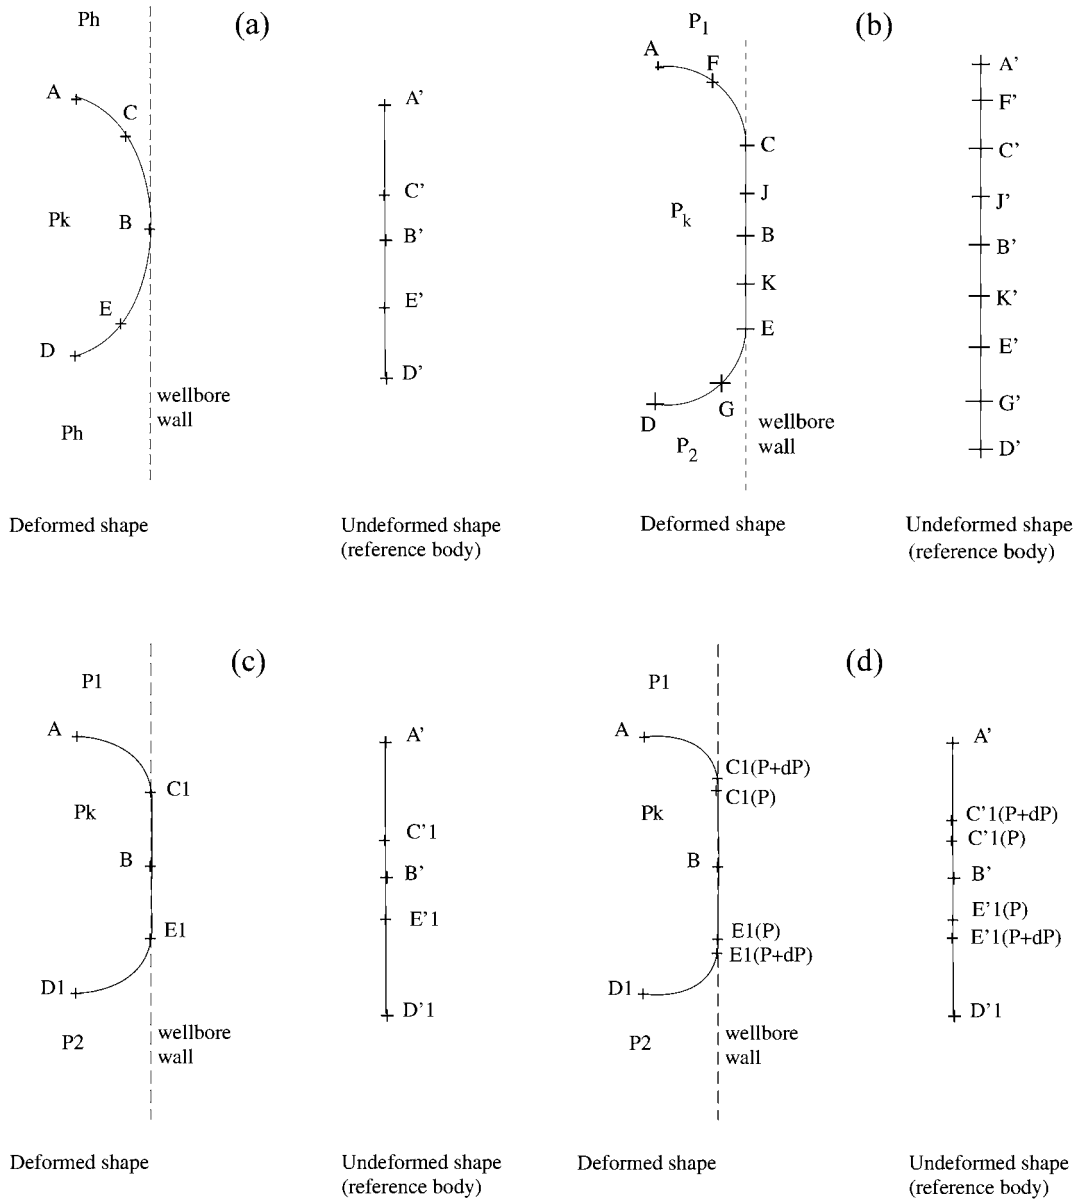 (a)
Ph
A
C
Pk
B
E
D
Ph
wellbore
wall
A'
C'
B'
E'
D'
Deformed shape
Undeformed shape
(reference body)
(b)
P1
A
F
C
J
Pk
B
K
E
D
G
P2
wellbore
wall
A'
F'
C'
J'
B'
K'
E'
G'
D'
Deformed shape
Undeformed shape
(reference body)
(c)
P1
A
C1
Pk
B
E1
D1
P2
wellbore
wall
A'
C'1
B'
E'1
D'1
Deformed shape
Undeformed shape
(reference body)
(d)
P1
A
C1(P+dP)
C1(P)
Pk
B
E1(P)
E1(P+dP)
D1
P2
wellbore
wall
A'
C'1(P+dP)
C'1(P)
B'
E'1(P)
E'1(P+dP)
D'1
Deformed shape
Undeformed shape
(reference body)